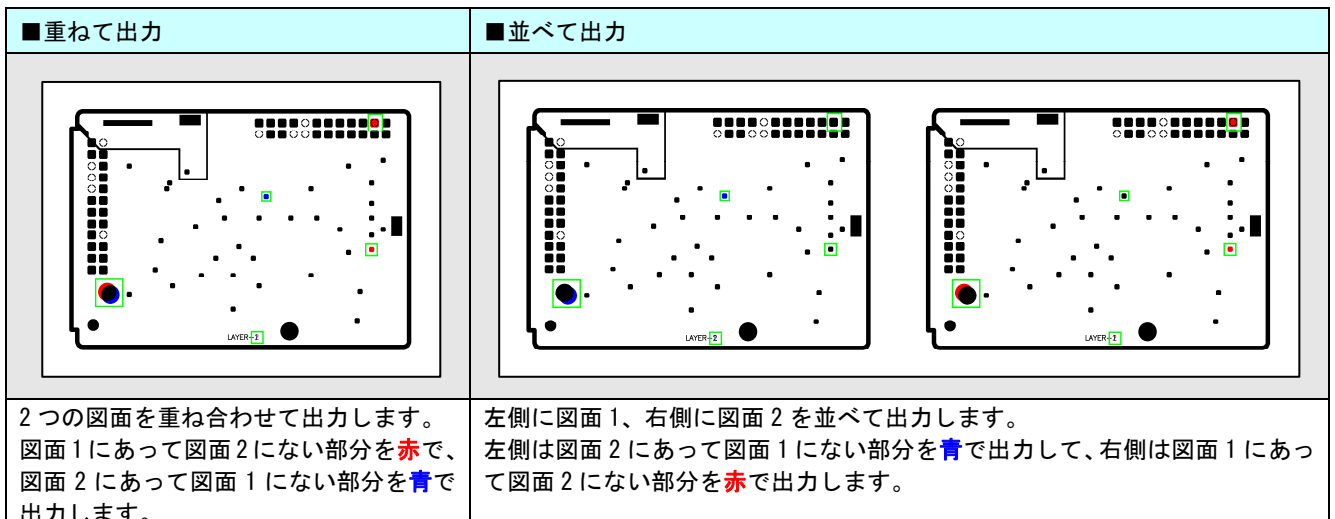 ■重ねて出力
■並べて出力
LAYER-
LAYER-2
LAYER-
2つの図面を重ね合わせて出力します。
図面1にあって図面2にない部分を赤で、
図面2にあって図面1にない部分を青で
出力します。
左側に図面1、右側に図面2を並べて出力します。
左側は図面2にあって図面1にない部分を青で出力して、右側は図面1にあっ
て図面2にない部分を赤で出力します。